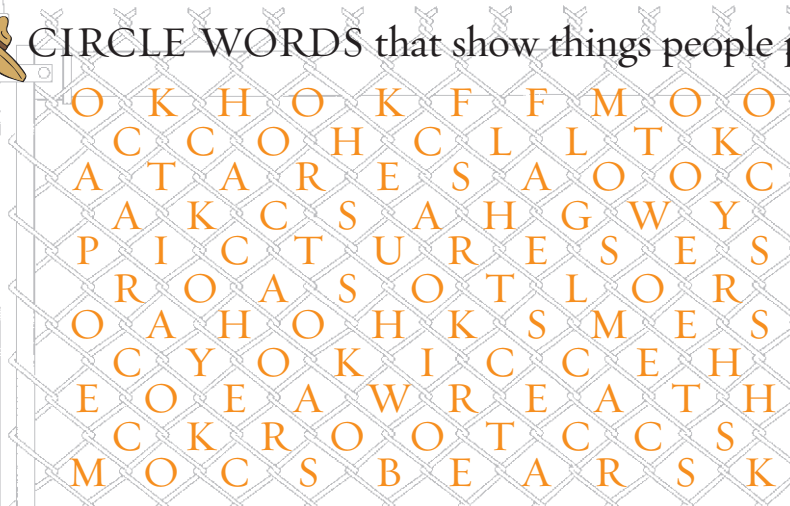 CIRCLE WORDS that show things people
O K H O K F F M O O
C C O H C L L T K
A T A R E S A O O C
A K C S A H G W Y
P I C T U R E S E S
R O A S O T L O R
O A H O H K S M E S
C Y O K I C C E H
E O E A W R E A T H
C K R O O T C C S
M O C S B E A R S K